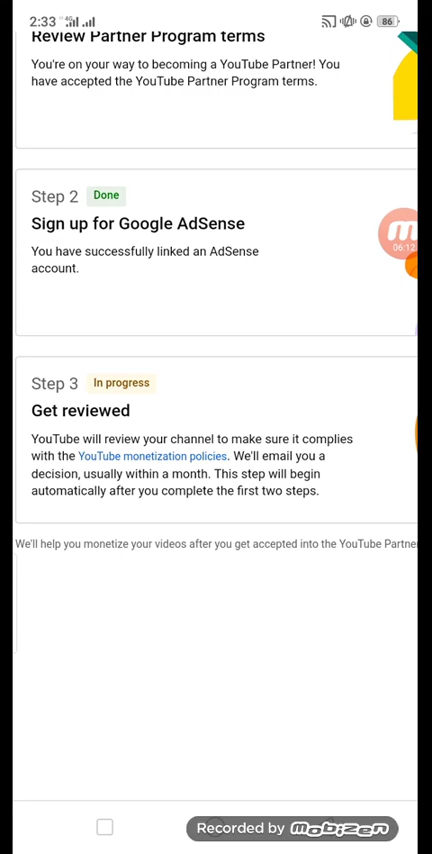 2:33 4G 86
Review Partner Program terms
You're on your way to becoming a YouTube Partner! You
have accepted the YouTube Partner Program terms.
Step 2 Done
Sign up for Google AdSense
You have successfully linked an AdSense
account.
m
06:12
Step 3 In progress
Get reviewed
YouTube will review your channel to make sure it complies
with the YouTube monetization policies. We'll email you a
decision, usually within a month. This step will begin
automatically after you complete the first two steps.
We'll help you monetize your videos after you get accepted into the YouTube Partne
Recorded by mobizen